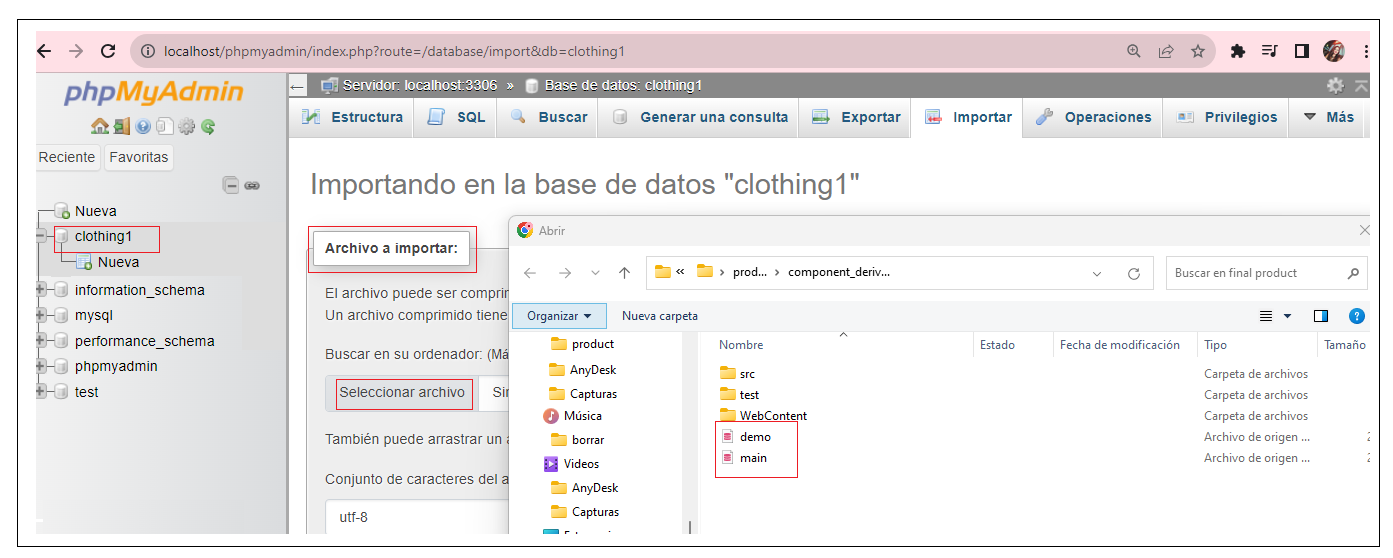 localhost/phpmyadmin/index.php?route=/database/import&db=clothing1
phpMyAdmin
Reciente Favoritas
Nueva
clothing1
Nueva
information_schema
mysql
performance_schema
phpmyadmin
test
Servidor: localhost:3306 » Base de datos: clothing1
Estructura SQL Buscar Generar una consulta Exportar Importar Operaciones Privilegios Más
Importando en la base de datos "clothing1"
Archivo a importar:
El archivo puede ser
Un archivo comprimido tiene
Buscar en su ordenador:
Seleccionar archivo
También puede arrastrar un
Conjunto de caracteres del
utf-8
Abrir
« prod... › component_deriv...
Buscar en final product
Organizar Nueva carpeta
product
AnyDesk
Capturas
Música
borrar
Videos
AnyDesk
Capturas
Nombre Estado Fecha de modificación Tipo Tamaño
src Carpeta de archivos
test Carpeta de archivos
WebContent Carpeta de archivos
demo Archivo de origen ...
main Archivo de origen ...